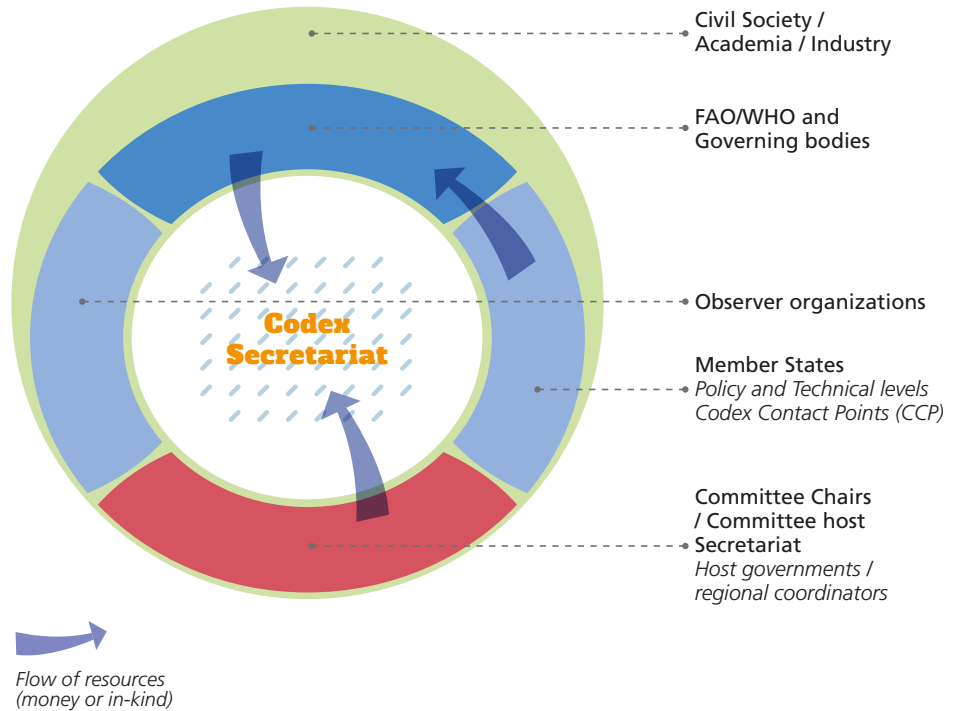 Civil Society /
Academia / Industry
FAO/WHO and
Governing bodies
Codex
Secretariat
Observer organizations
Member States
Policy and Technical levels
Codex Contact Points (CCP)
Committee Chairs
/ Committee host
Secretariat
Host governments /
regional coordinators
Flow of resources
(money or in-kind)